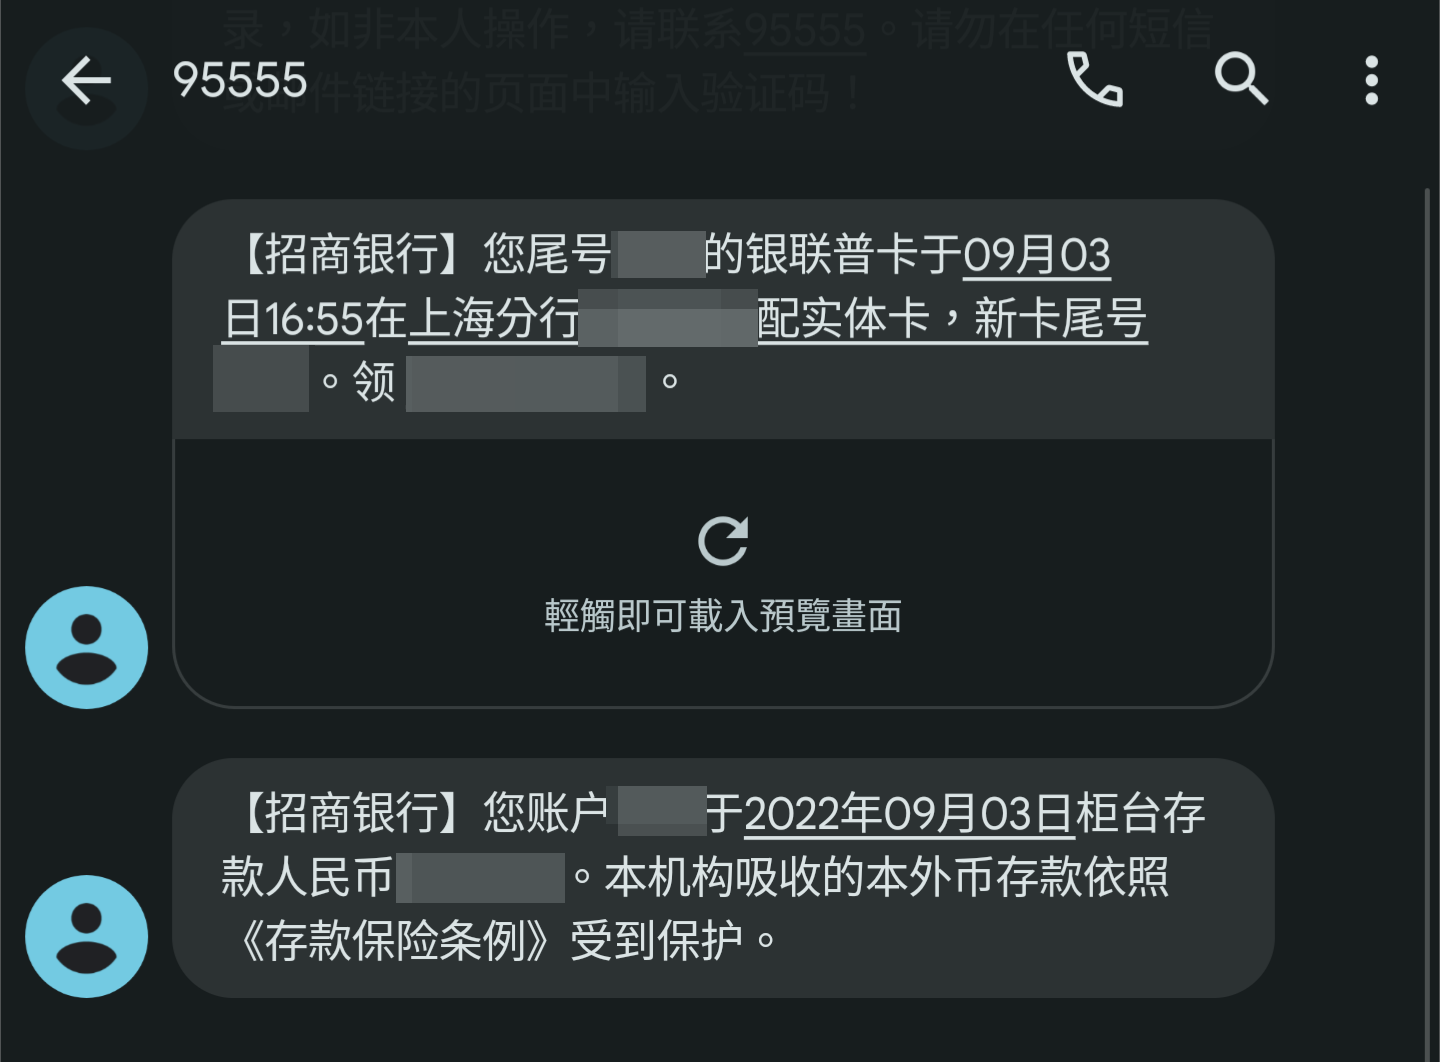 录，如非本人操作，请联系95555。请勿在任何短信
或邮件链接的页面中输入验证码！
95555
【招商银行】您尾号 的银联普卡于09月03
日16:55在上海分行 配实体卡，新卡尾号
。领 。
輕觸即可載入預覽畫面
【招商银行】您账户 于2022年09月03日柜台存
款人民币 。本机构吸收的本外币存款依照
《存款保险条例》受到保护。